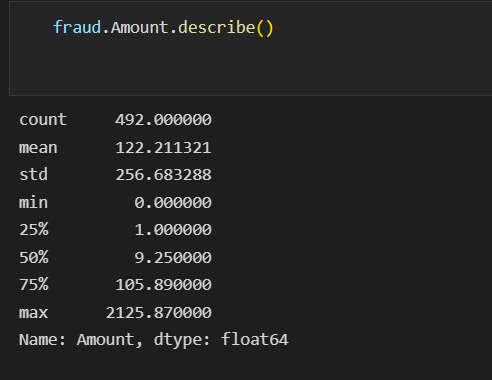 fraud.Amount.describe()
count 492.000000
mean 122.211321
std 256.683288
min 0.000000
25% 1.000000
50% 9.250000
75% 105.890000
max 2125.870000
Name: Amount, dtype: float64